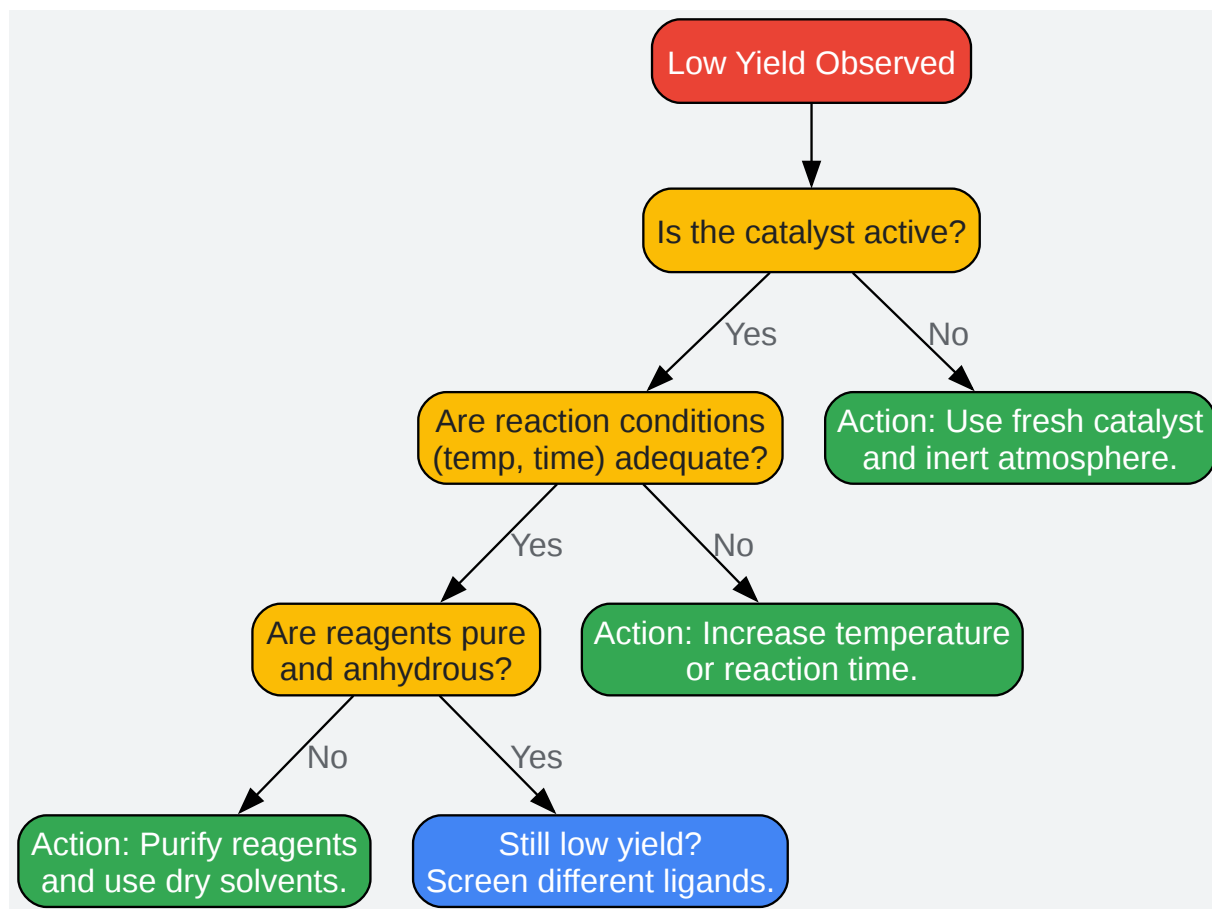 Low Yield Observed
Is the catalyst active?
Yes
No
Are reaction conditions
(temp, time) adequate?
Action: Use fresh catalyst
and inert atmosphere.
Yes
No
Are reagents pure
and anhydrous?
Action: Increase temperature
or reaction time.
No
Yes
Action: Purify reagents
and use dry solvents.
Still low yield?
Screen different ligands.